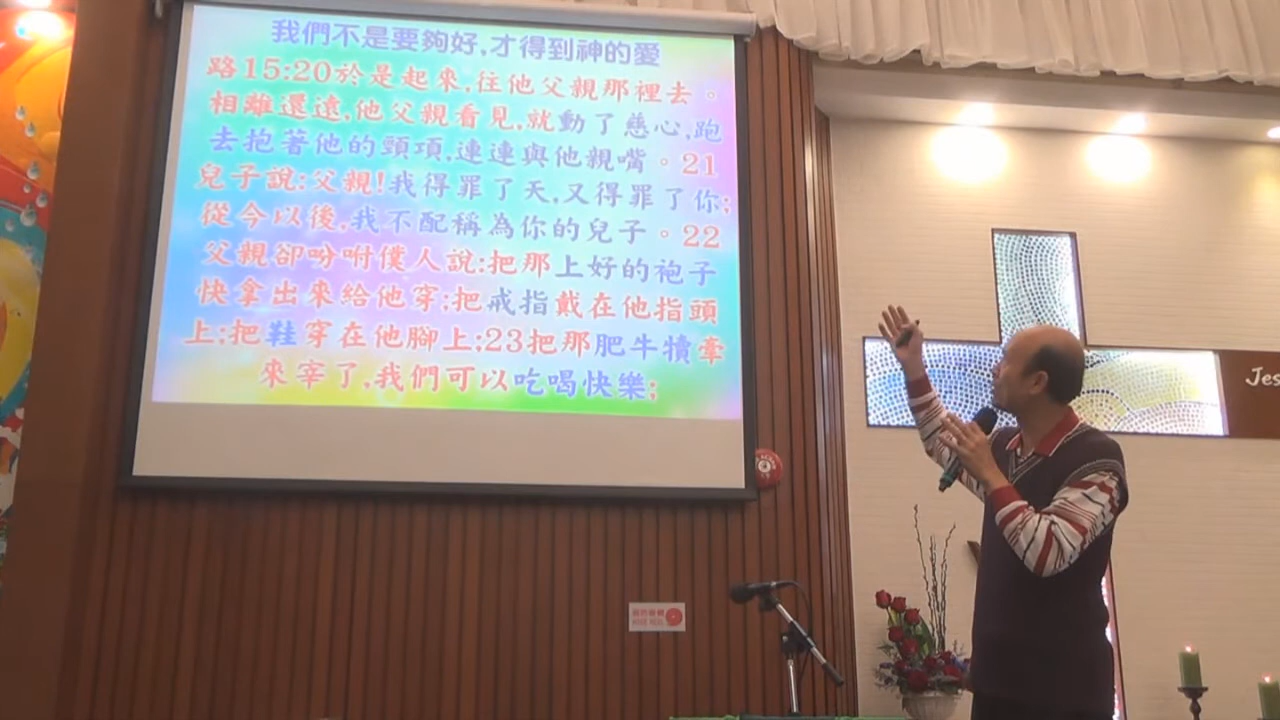 我們不是要夠好,才得到神的愛
路15:20於是起來,往他父親那裡去。
相離還遠,他父親看見,就動了慈心,跑
去抱著他的頸項,連連與他親嘴。21
兒子說:父親!我得罪了天,又得罪了你;
從今以後,我不配稱為你的兒子。22
父親卻吩咐僕人說:把那上好的袍子
快拿出來給他穿;把戒指戴在他指頭
上;把鞋穿在他腳上;23把那肥牛犢牽
來宰了,我們可以吃喝快樂;
Jes